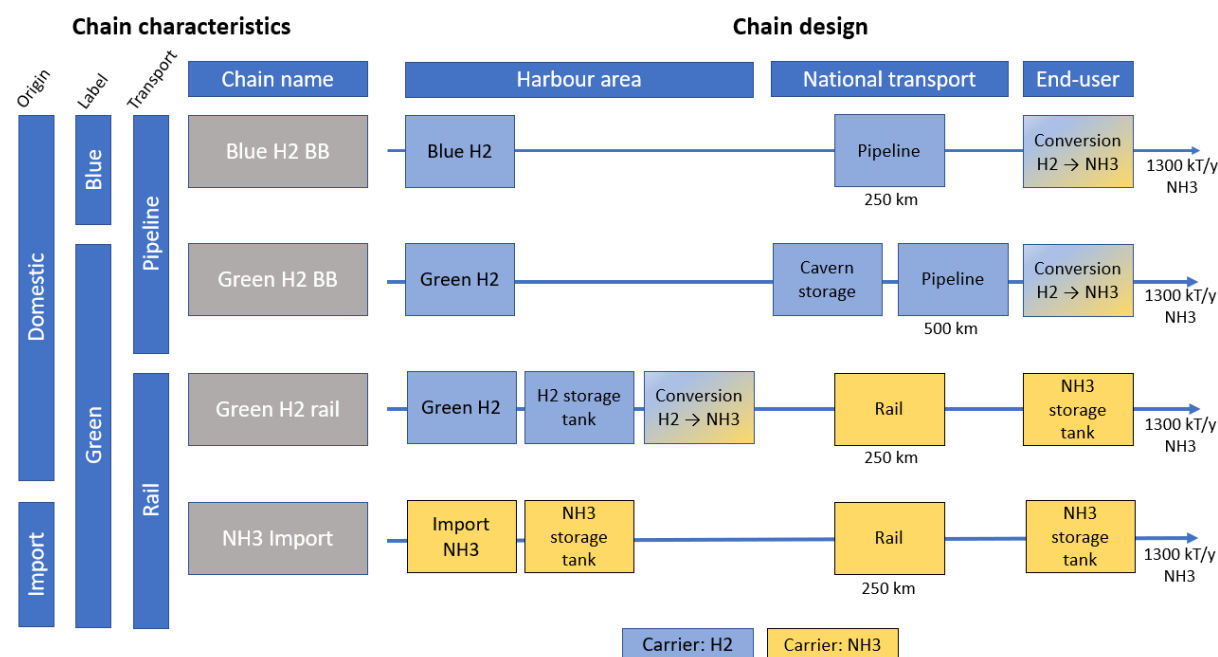 Chain characteristics
Chain design
Origin
Label
Transport
Chain name
Harbour area
National transport
End-user
Domestic
Import
Blue
Green
Pipeline
Rail
Blue H2 BB
Blue H2
Pipeline
250 km
Conversion
H2 → NH3
1300 kT/y
NH3
Green H2 BB
Green H2
Cavern
storage
Pipeline
500 km
Conversion
H2 → NH3
1300 kT/y
NH3
Green H2 rail
Green H2
H2 storage
tank
Conversion
H2 → NH3
Rail
250 km
NH3
storage
tank
1300 kT/y
NH3
NH3 Import
Import
NH3
NH3
storage
tank
Rail
250 km
NH3
storage
tank
1300 kT/y
NH3
Carrier: H2
Carrier: NH3